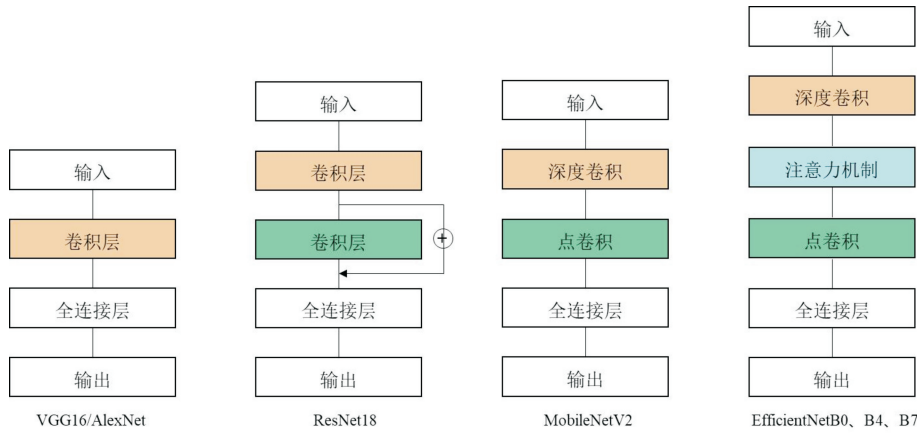 输入
卷积层
全连接层
输出
VGG16/AlexNet
输入
卷积层
卷积层
+
全连接层
输出
ResNet18
输入
深度卷积
点卷积
全连接层
输出
MobileNetV2
输入
深度卷积
注意力机制
点卷积
全连接层
输出
EfficientNetB0、B4、B7